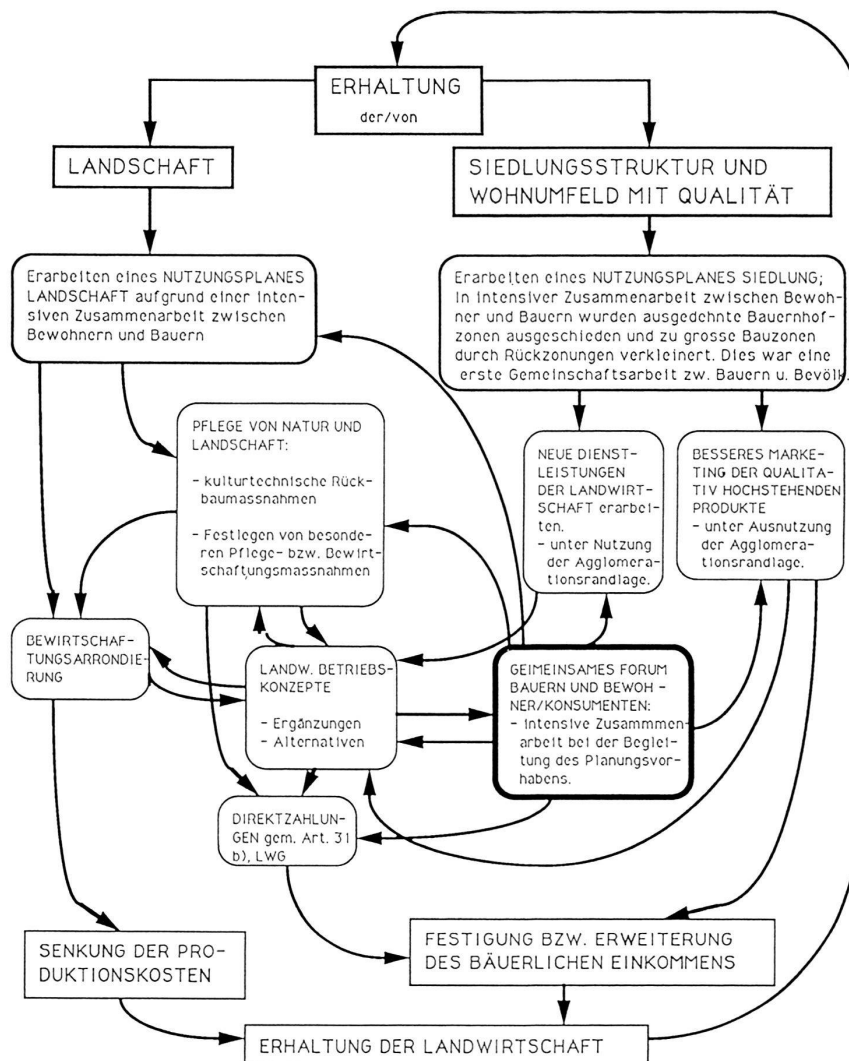 ERHALTUNG
der/von
LANDSCHAFT
SIEDLUNGSSTRUKTUR UND
WOHNUMFELD MIT QUALITÄT
Erarbeiten eines NUTZUNGSPLANES
LANDSCHAFT aufgrund einer inten-
siven Zusammenarbeit zwischen
Bewohnern und Bauern
Erarbeiten eines NUTZUNGSPLANES SIEDLUNG;
In intensiver Zusammenarbeit zwischen Bewoh-
ner und Bauern wurden ausgedehnte Bauernhof-
zonen ausgeschieden und zu grosse Bauzonen
durch Rückzonungen verkleinert. Dies war eine
erste Gemeinschaftsarbeit zw. Bauern u. Bevölk.
PFLEGE VON NATUR UND
LANDSCHAFT:
- kulturtechnische Rück-
baumassnahmen
- Festlegen von besonde-
ren Pflege- bzw. Bewirt-
schaftungsmassnahmen
NEUE DIENST-
LEISTUNGEN
DER LANDWIRT-
SCHAFT erarbei-
ten.
- unter Nutzung
der Agglomera-
tionsrandlage.
BESSERES MARKE-
TING DER QUALITA-
TIV HOCHSTEHENDEN
PRODUKTE
- unter Ausnutzung
der Agglomera-
tionsrandlage.
BEWIRTSCHAF-
TUNGSARRONDIE-
RUNG
LANDW. BETRIEBS-
KONZEPTE
- Ergänzungen
- Alternativen
GEIMEINSAMES FORUM
BAUERN UND BEWOH-
NER/KONSUMENTEN:
- intensive Zusammmen-
arbeit bei der Beglei-
tung des Planungsvor-
habens.
DIREKTZAHLUN-
GEN gem. Art. 31
b), LWG
SENKUNG DER PRO-
DUKTIONSKOSTEN
FESTIGUNG BZW. ERWEITERUNG
DES BÄUERLICHEN EINKOMMENS
ERHALTUNG DER LANDWIRTSCHAFT